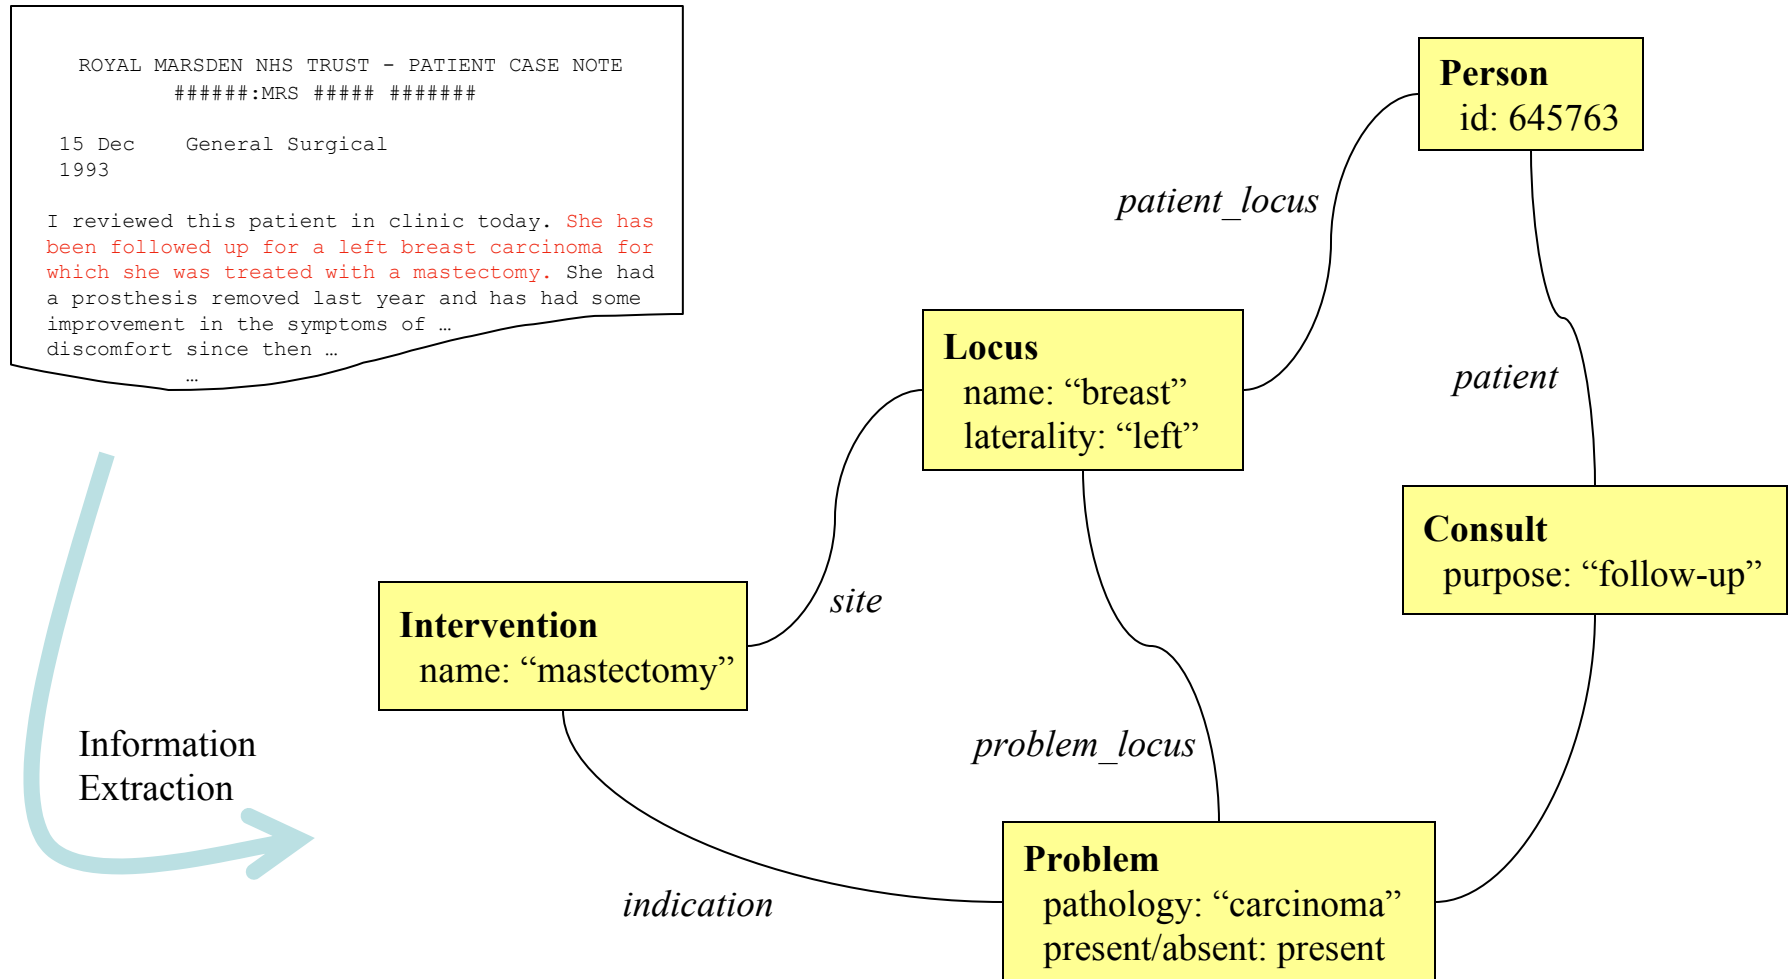 ROYAL MARSDEN NHS TRUST - PATIENT CASE NOTE
######:MRS ##### #######
15 Dec General Surgical
1993
I reviewed this patient in clinic today. She has
been followed up for a left breast carcinoma for
which she was treated with a mastectomy. She had
a prosthesis removed last year and has had some
improvement in the symptoms of …
discomfort since then …
…
Person
id: 645763
patient_locus
Locus
name: “breast”
laterality: “left”
patient
Consult
purpose: “follow-up”
site
Intervention
name: “mastectomy”
problem_locus
Information
Extraction
indication
Problem
pathology: “carcinoma”
present/absent: present